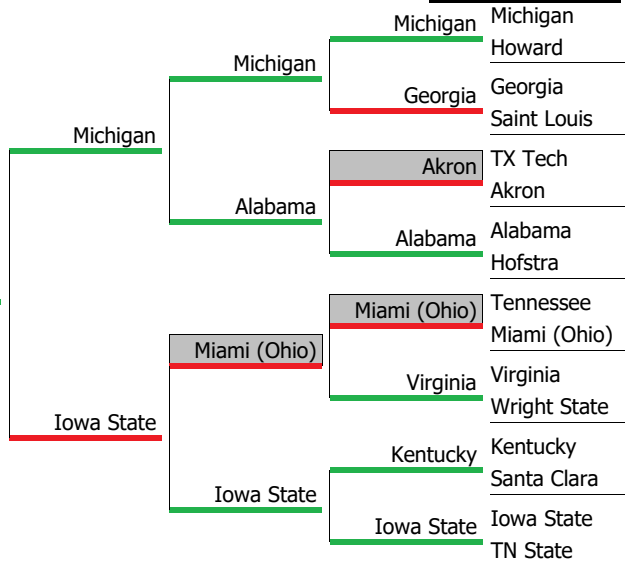 Michigan
Howard
Georgia
Saint Louis
TX Tech
Akron
Alabama
Hofstra
Tennessee
Miami (Ohio)
Virginia
Wright State
Kentucky
Santa Clara
Iowa State
TN State
Michigan
Georgia
Akron
Alabama
Miami (Ohio)
Virginia
Kentucky
Iowa State
Michigan
Alabama
Miami (Ohio)
Iowa State
Michigan
Iowa State